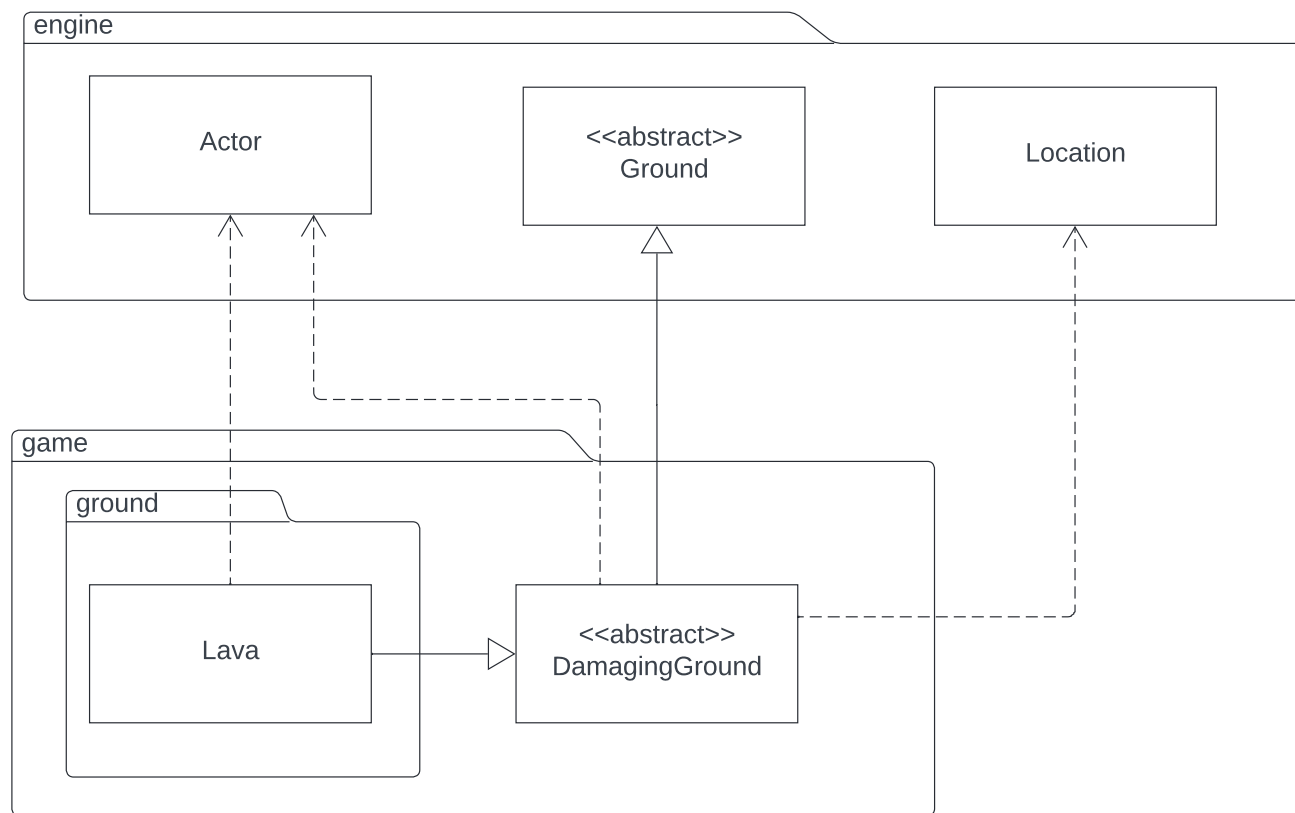 engine
Actor
<<abstract>>
Ground
Location
game
ground
Lava
<<abstract>>
DamagingGround